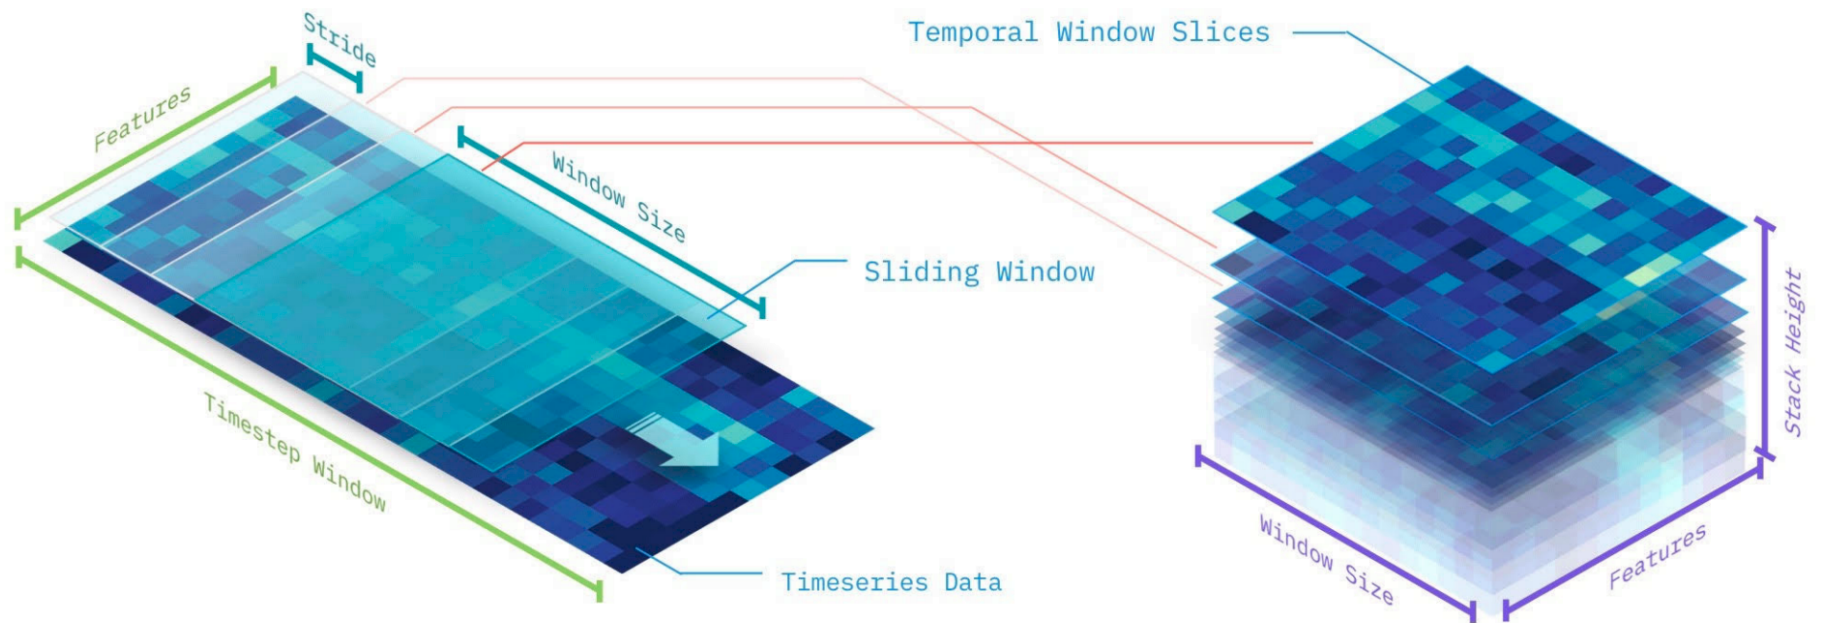 Stride
Features
Window Size
Sliding Window
Timestep Window
Timeseries Data
Temporal Window Slices
Stack Height
Window Size
Features